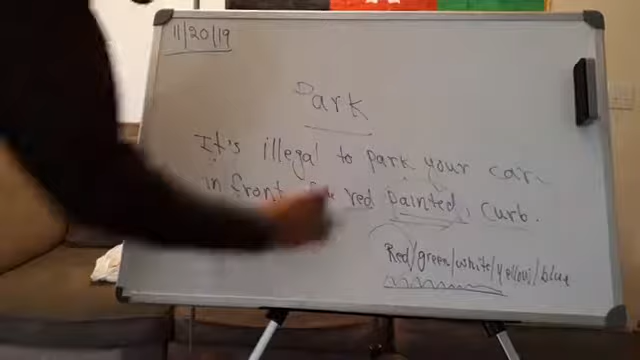 11/20/19
Park
It's illegal to park your car
in front red painted, curb.
Red/green/white/yellow/blue